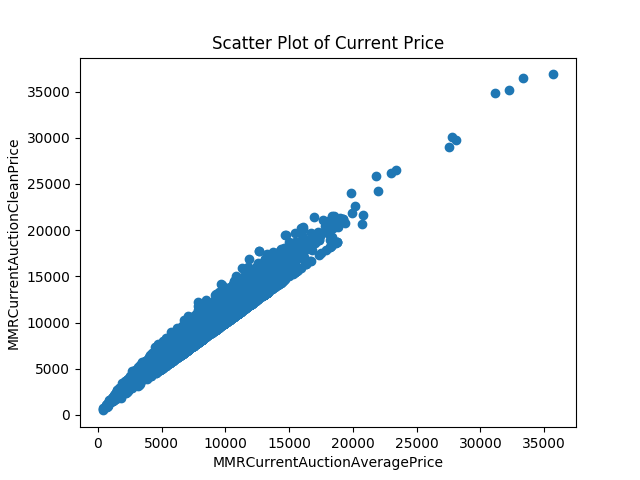 Scatter Plot of Current Price
35000
30000
25000
20000
15000
10000
5000
0
MMRCurrentAuctionCleanPrice
0 5000 10000 15000 20000 25000 30000 35000
MMRCurrentAuctionAveragePrice